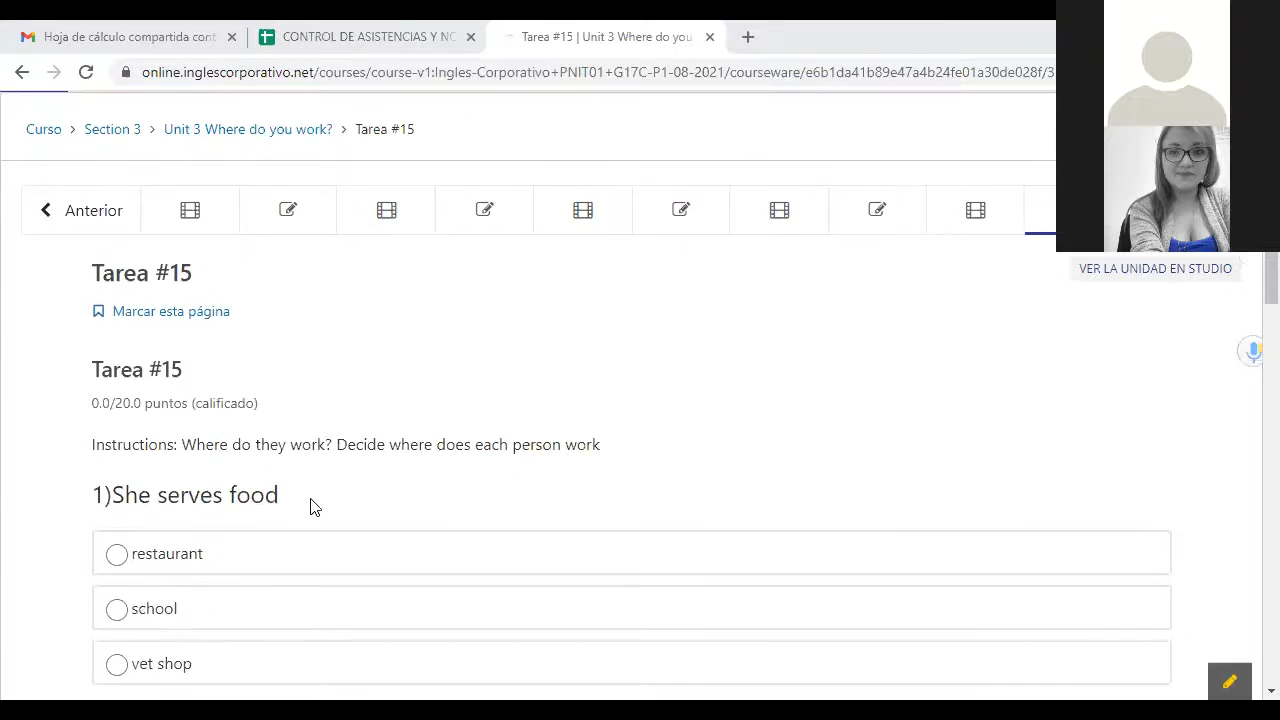 Hoja de cálculo compartida cont
CONTROL DE ASISTENCIAS Y NC
Tarea #15 | Unit 3 Where do you
online.inglescorporativo.net/courses/course-v1:Ingles-Corporativo+PNIT01+G17C-P1-08-2021/courseware/e6b1da41b89e47a4b24fe01a30de028f/3
Curso > Section 3 > Unit 3 Where do you work? > Tarea #15
Anterior
VER LA UNIDAD EN STUDIO
Tarea #15
Marcar esta página
Tarea #15
0.0/20.0 puntos (calificado)
Instructions: Where do they work? Decide where does each person work
1)She serves food
restaurant
school
vet shop